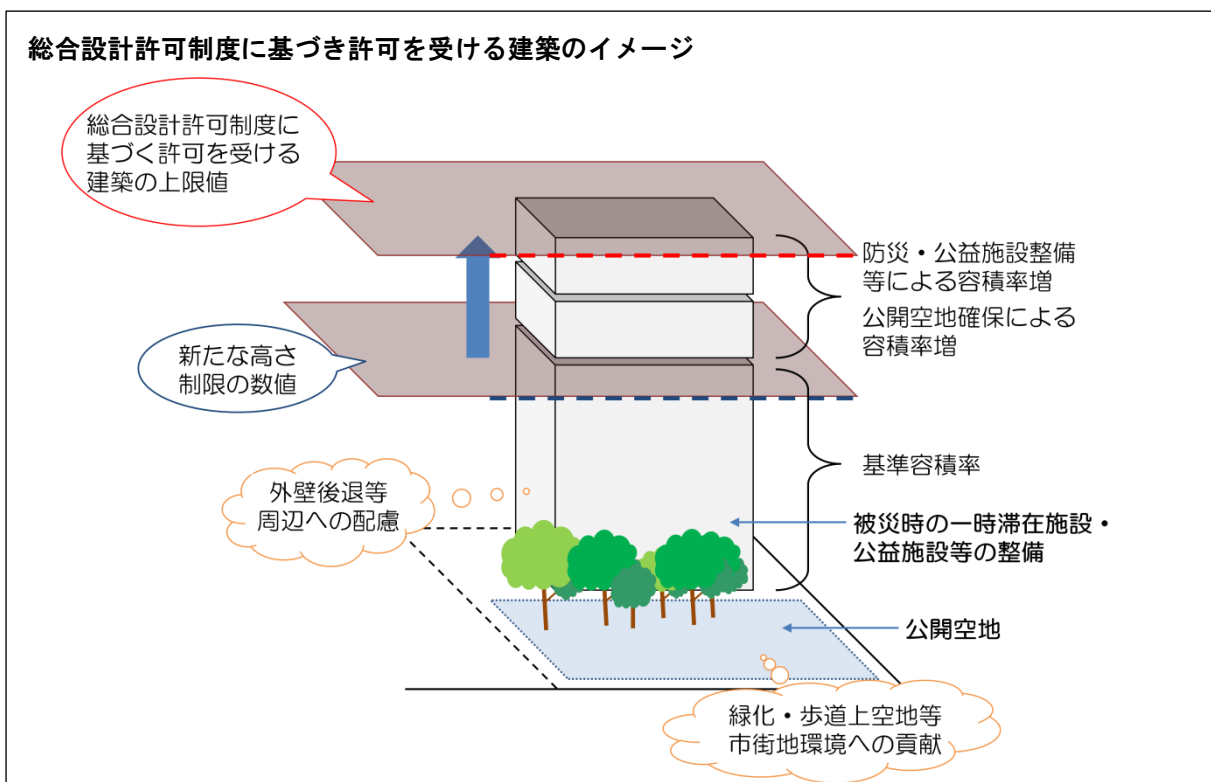 総合設計許可制度に基づき許可を受ける建築のイメージ
総合設計許可制度に
基づく許可を受ける
建築の上限値
防災・公益施設整備
等による容積率増
公開空地確保による
容積率増
新たな高さ
制限の数値
基準容積率
外壁後退等
周辺への配慮
被災時の一時滞在施設・
公益施設等の整備
公開空地
緑化・歩道上空地等
市街地環境への貢献